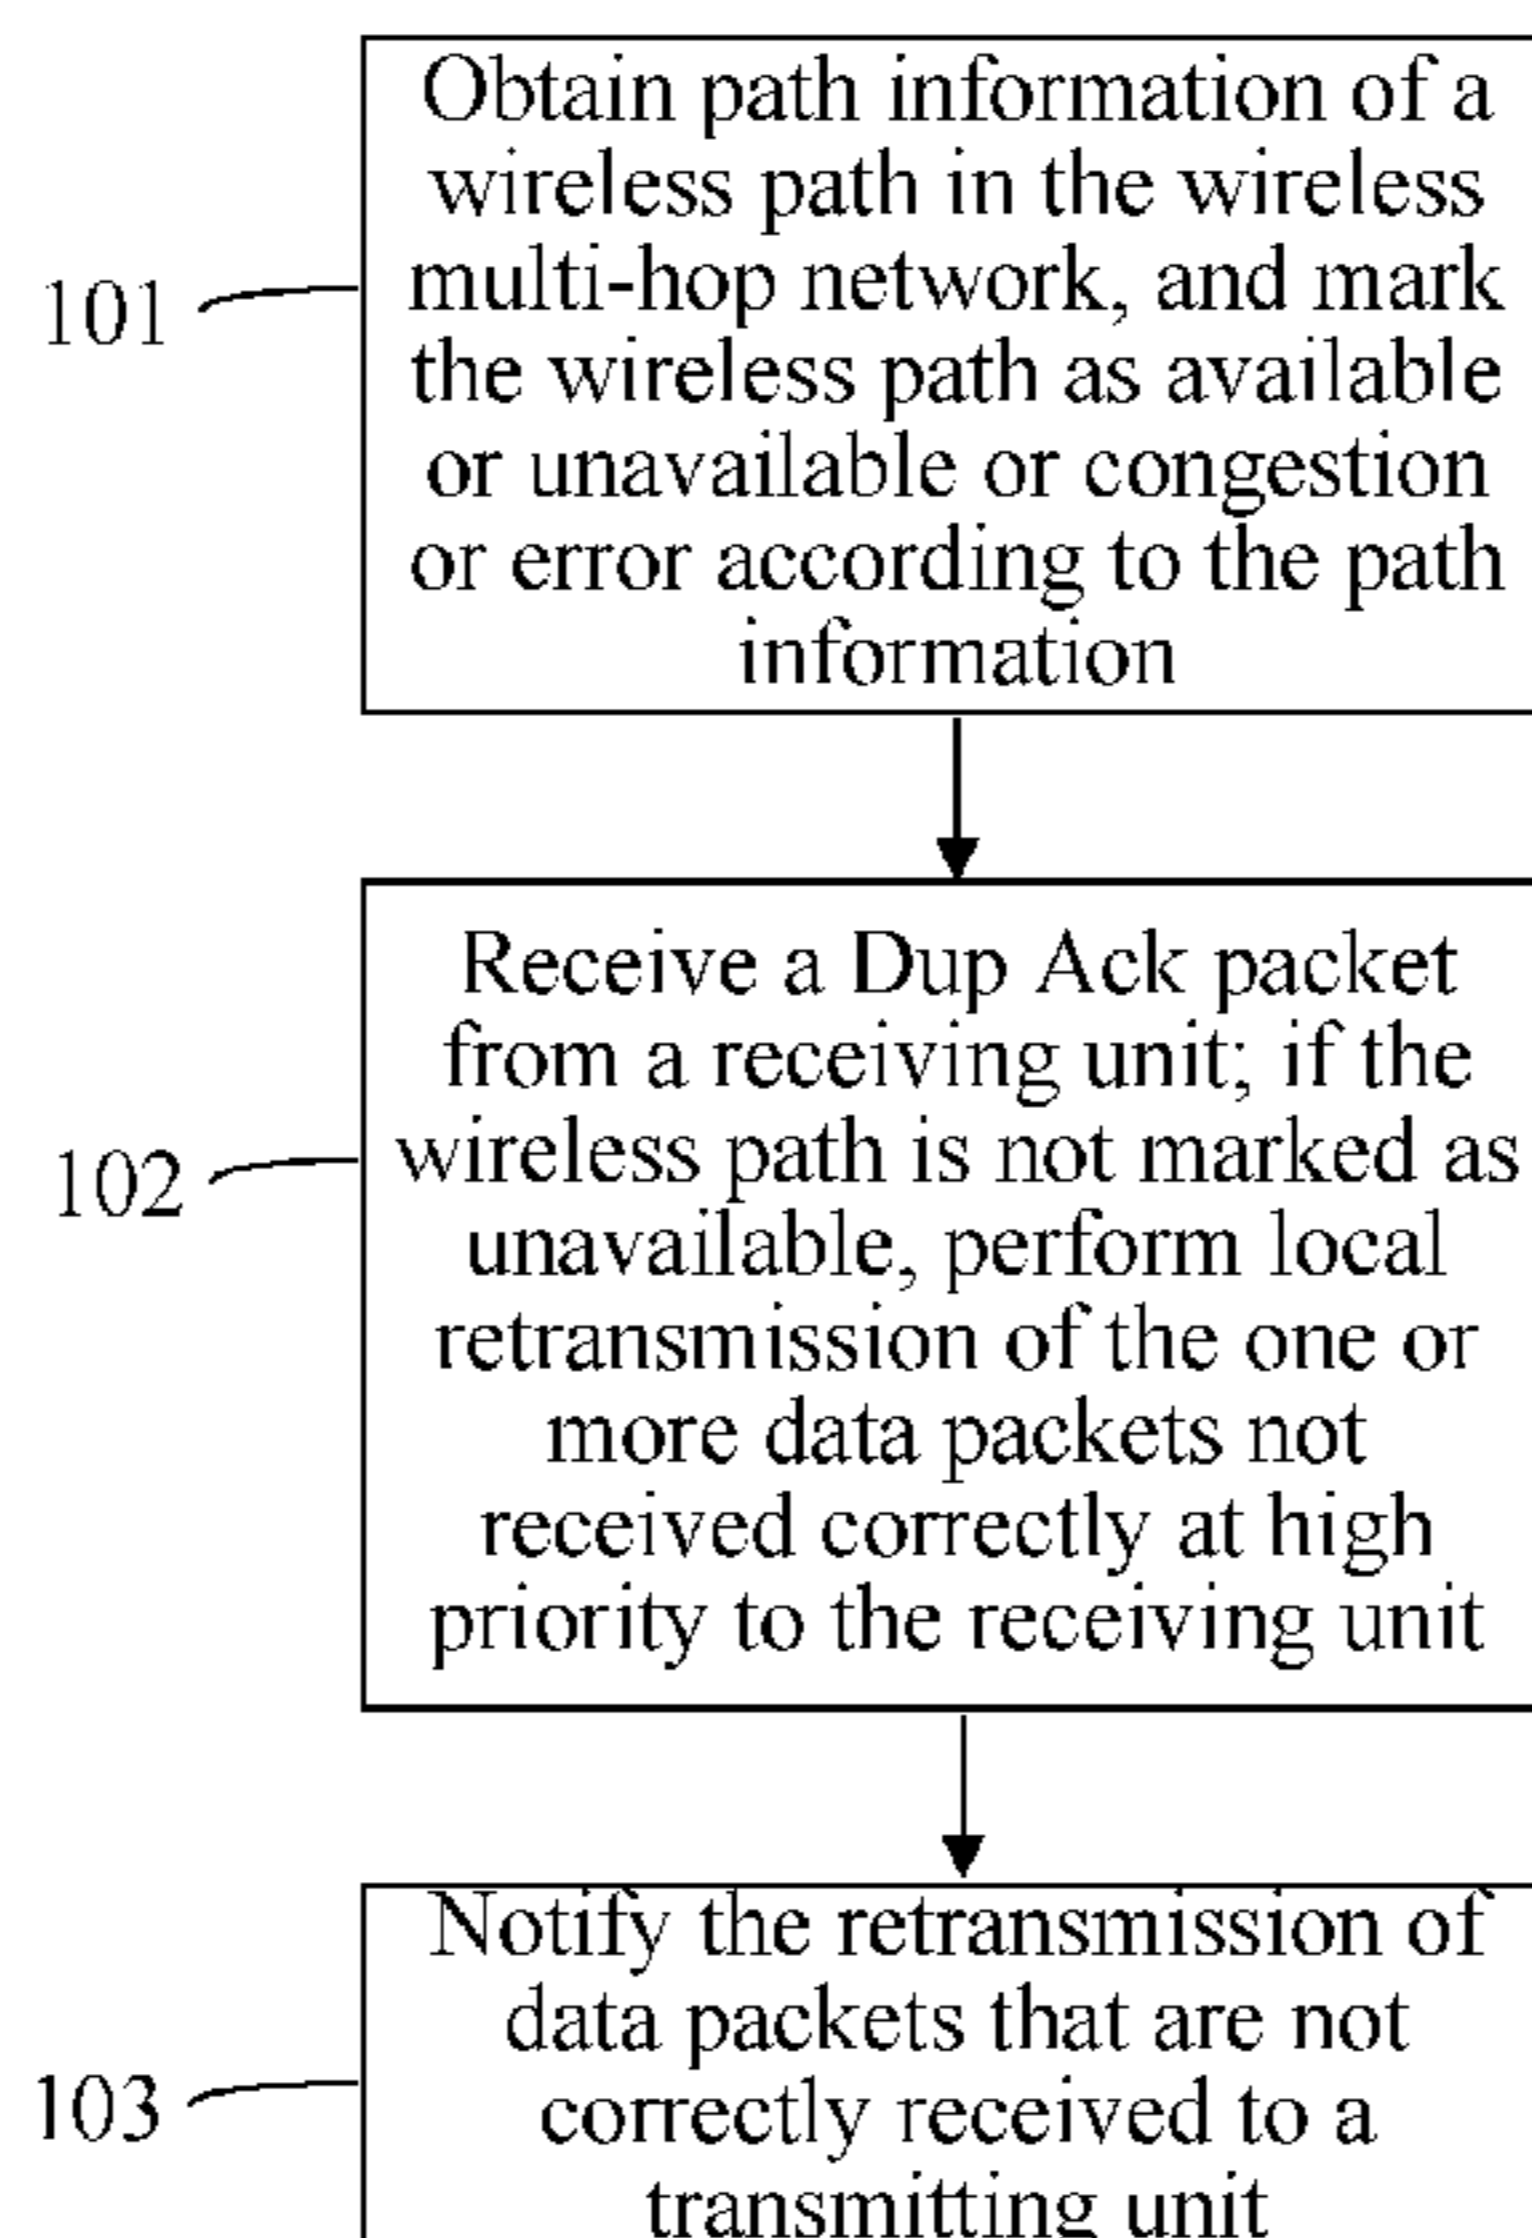 Obtain path information of a
wireless path in the wireless
multi-hop network, and mark
the wireless path as available
or unavailable or congestion
or error according to the path
information
101
Receive a Dup Ack packet
from a receiving unit; if the
wireless path is not marked as
unavailable, perform local
retransmission of the one or
more data packets not
received correctly at high
priority to the receiving unit
102
Notify the retransmission of
data packets that are not
correctly received to a
transmitting unit
103